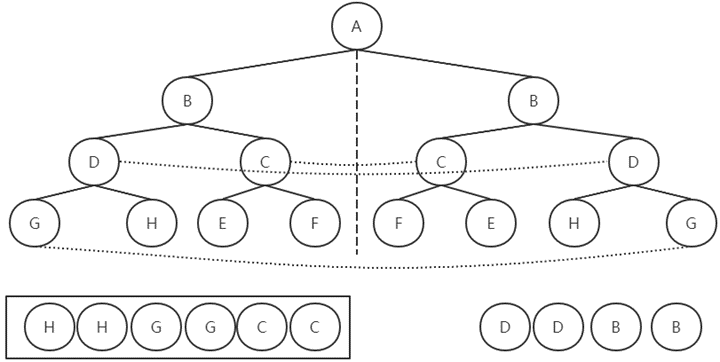 A
B B
D C C D
G H E F F E H G
H H G G C C D D B B